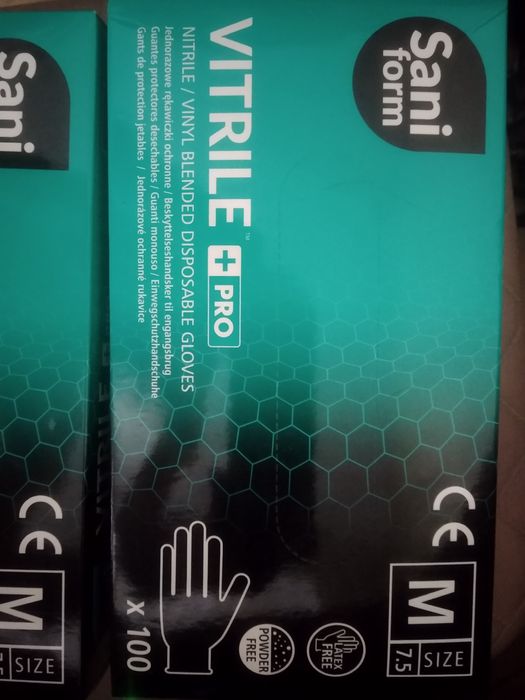 Sani
form
VITRILE™ + PRO
NITRILE / VINYL BLENDED DISPOSABLE GLOVES
Jednorazowe rękawiczki ochronne / Beskyttelseshandsker til engangsbrug
Guantes protectores desechables / Guanti monouso / Einwegschutzhandschuhe
Gants de protection jetables / Jednorázové ochranné rukavice
CE
M
SIZE
7.5
LATEX
FREE
POWDER
FREE
x 100
Sani
CE
M
SIZE